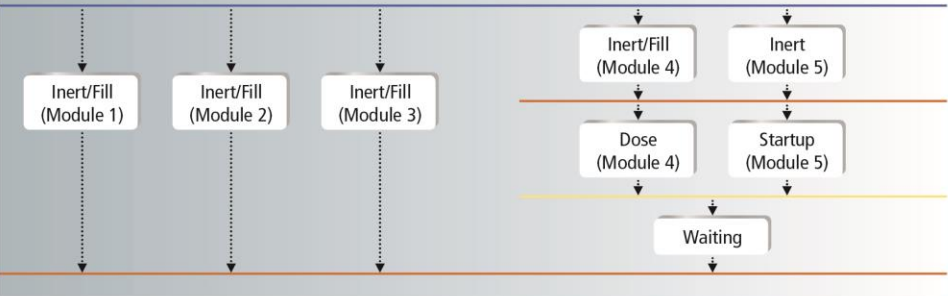 Inert/Fill
(Module 4)
Inert
(Module 5)
Inert/Fill
(Module 1)
Inert/Fill
(Module 2)
Inert/Fill
(Module 3)
Dose
(Module 4)
Startup
(Module 5)
Waiting